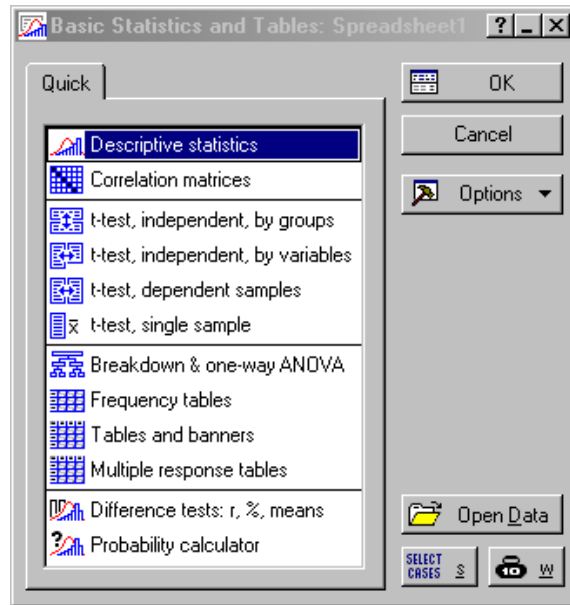 Basic Statistics and Tables: Spreadsheet1
Quick
Descriptive statistics
Correlation matrices
t-test, independent, by groups
t-test, independent, by variables
t-test, dependent samples
t-test, single sample
Breakdown & one-way ANOVA
Frequency tables
Tables and banners
Multiple response tables
Difference tests: r, %, means
Probability calculator
OK
Cancel
Options
Open Data
SELECT
CASES S
10 W